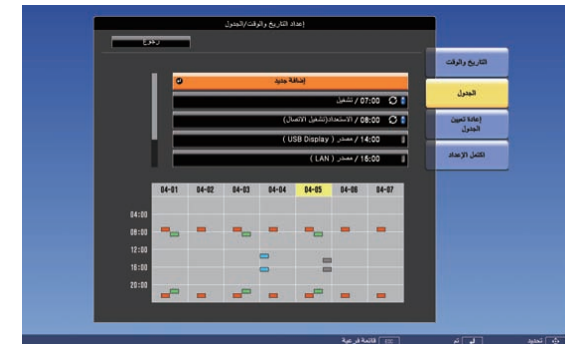 إعداد التاريخ والوقت/الجدول
رجوع
إضافة جديد
07:00 / تشغيل
08:00 / الاستعداد(تشغيل الاتصال)
14:00 / مصدر ( USB Display )
16:00 / مصدر ( LAN )
التاريخ والوقت
الجدول
إعادة تعيين
الجدول
اكتمل الإعداد
04-01 04-02 04-03 04-04 04-05 04-06 04-07
04:00
08:00
12:00
16:00
20:00
تحديد تم قائمة فرعية